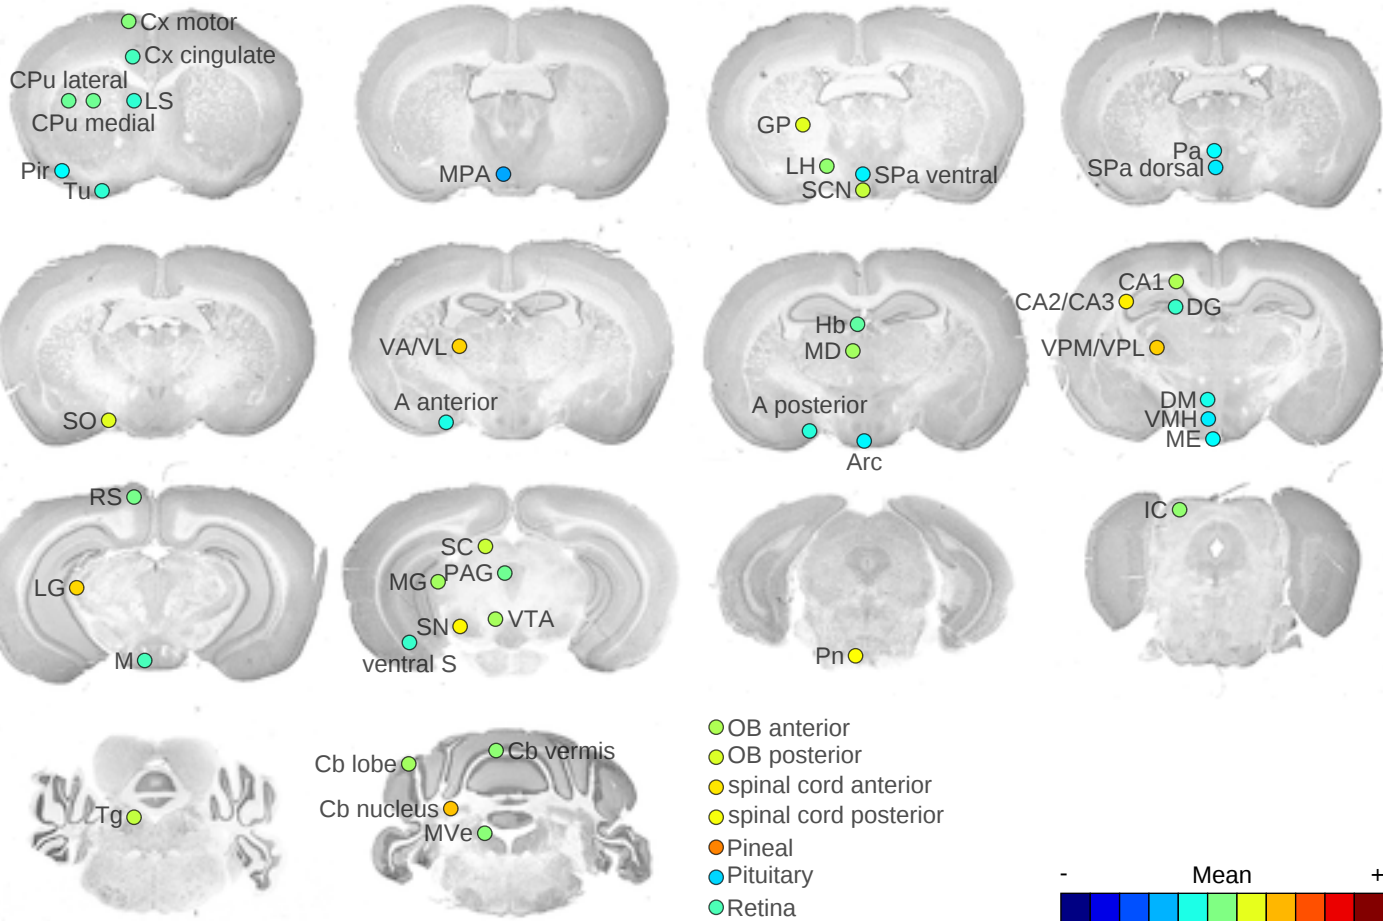 Cx motor
Cx cingulate
CPu lateral
LS
CPu medial
Pir
Tu
MPA
GP
LH
SPa ventral
SCN
Pa
SPa dorsal
SO
VA/VL
A anterior
Hb
MD
A posterior
Arc
CA1
CA2/CA3
DG
VPM/VPL
DM
VMH
ME
RS
LG
M
SC
PAG
MG
VTA
SN
ventral S
Pn
IC
Tg
Cb vermis
Cb lobe
Cb nucleus
MVe
OB anterior
OB posterior
spinal cord anterior
spinal cord posterior
Pineal
Pituitary
Retina
- Mean +